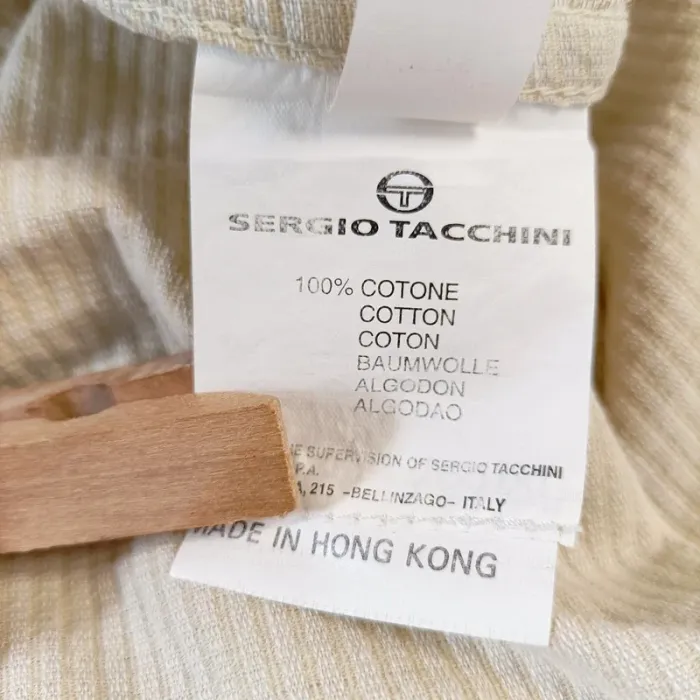 SERGIO TACCHINI
100% COTONE
COTTON
COTON
BAUMWOLLE
ALGODON
ALGODAO
SUPERVISION OF SERGIO TACCHINI
P.A.
215 -BELLINZAGO- ITALY
MADE IN HONG KONG